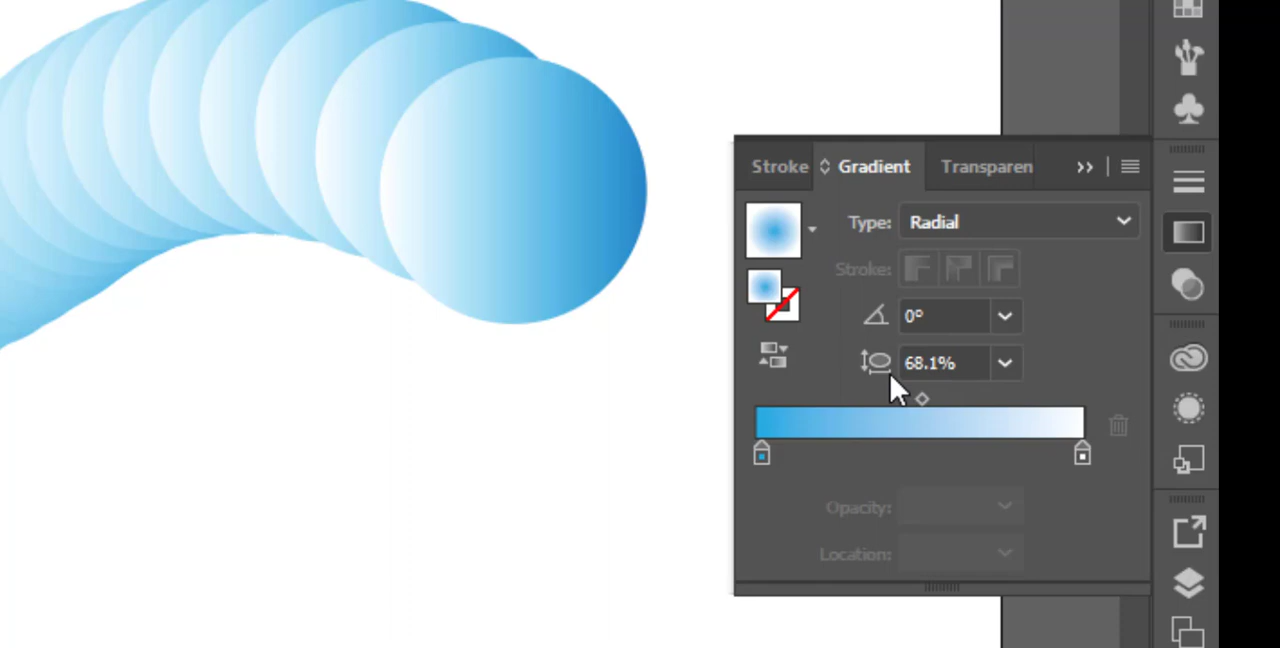 Stroke Gradient Transparen
Type: Radial
Stroke:
0°
68.1%
Opacity:
Location: